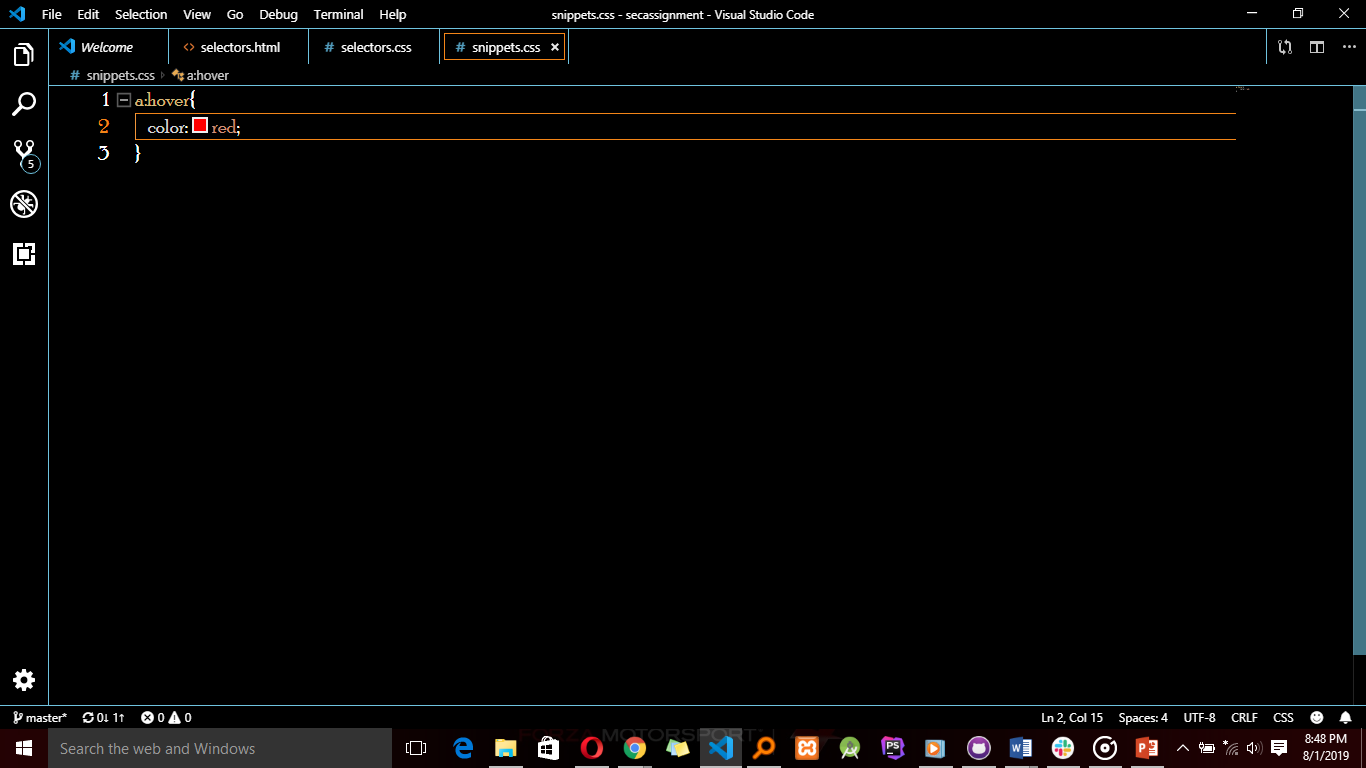 File Edit Selection View Go Debug Terminal Help
snippets.css - secassignment - Visual Studio Code
Welcome
selectors.html
selectors.css
snippets.css
snippets.css
a:hover
1 a:hover{
2 color: red;
3 }
5
master*
0↓ 1↑
0 0
Ln 2, Col 15
Spaces: 4
UTF-8
CRLF
CSS
Search the web and Windows
MOTORSPORT
PS
8:48 PM
8/1/2019